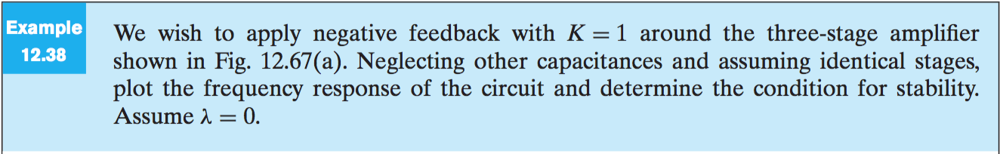 Example
12.38
We wish to apply negative feedback with K = 1 around the three-stage amplifier
shown in Fig. 12.67(a). Neglecting other capacitances and assuming identical stages,
plot the frequency response of the circuit and determine the condition for stability.
Assume λ = 0.